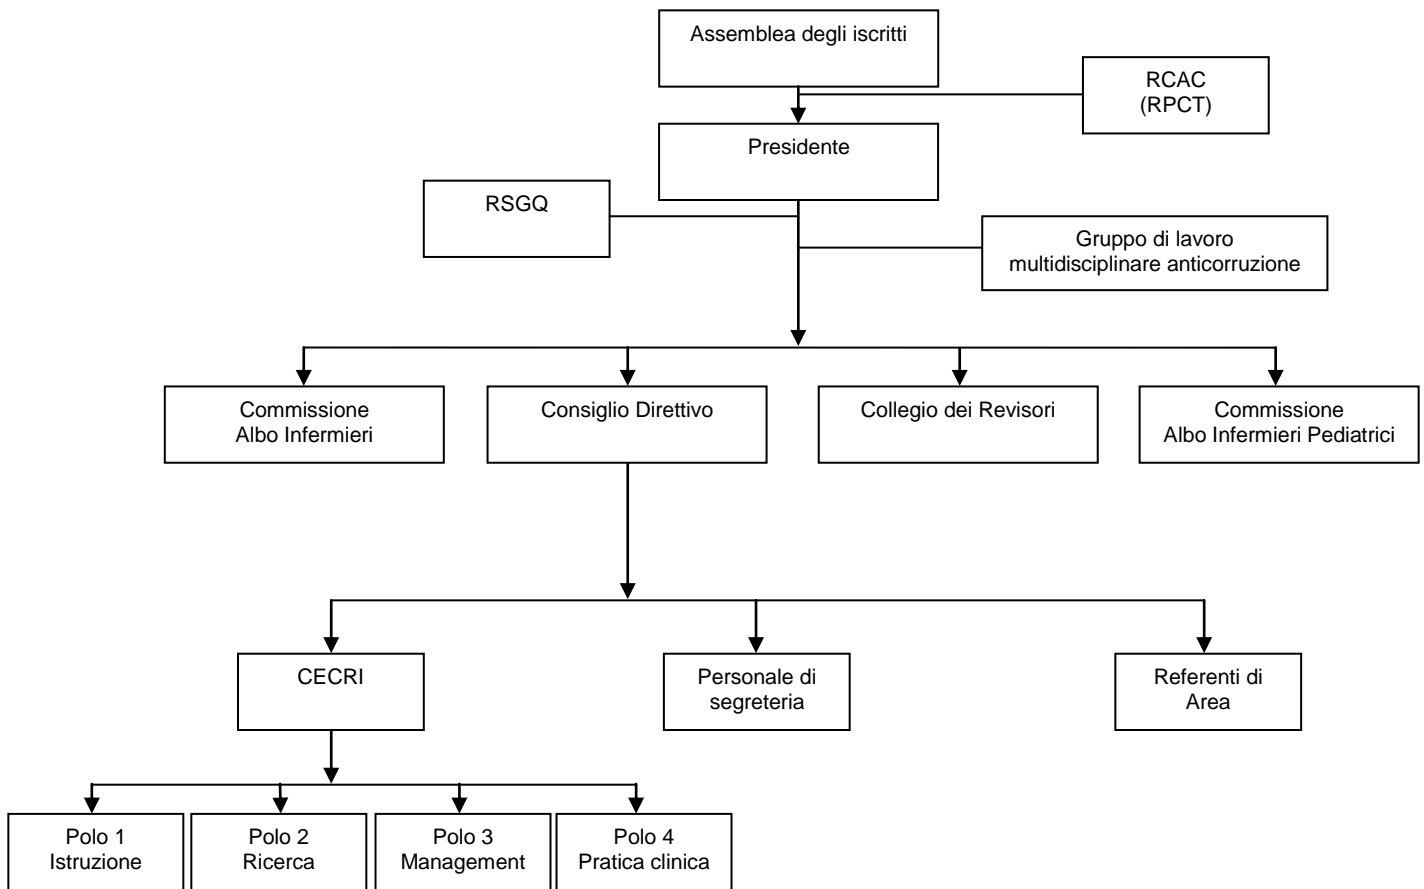 Assemblea degli iscritti
RCAC
(RPCT)
Presidente
RSGQ
Gruppo di lavoro
multidisciplinare anticorruzione
Commissione
Albo Infermieri
Consiglio Direttivo
Collegio dei Revisori
Commissione
Albo Infermieri Pediatrici
CECRI
Personale di
segreteria
Referenti di
Area
Polo 1
Istruzione
Polo 2
Ricerca
Polo 3
Management
Polo 4
Pratica clinica